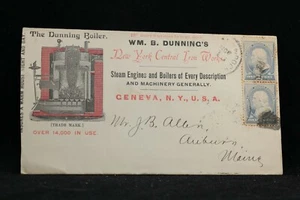 The Dunning Boiler.
(TRADE MARK.)
OVER 14,000 IN USE
WM. B. DUNNING'S
New York Central Iron Works
Steam Engines and Boilers of Every Description
AND MACHINERY GENERALLY.
GENEVA, N.Y., U.S.A.
Mr. J. B. Allen
Auburn,
Maine